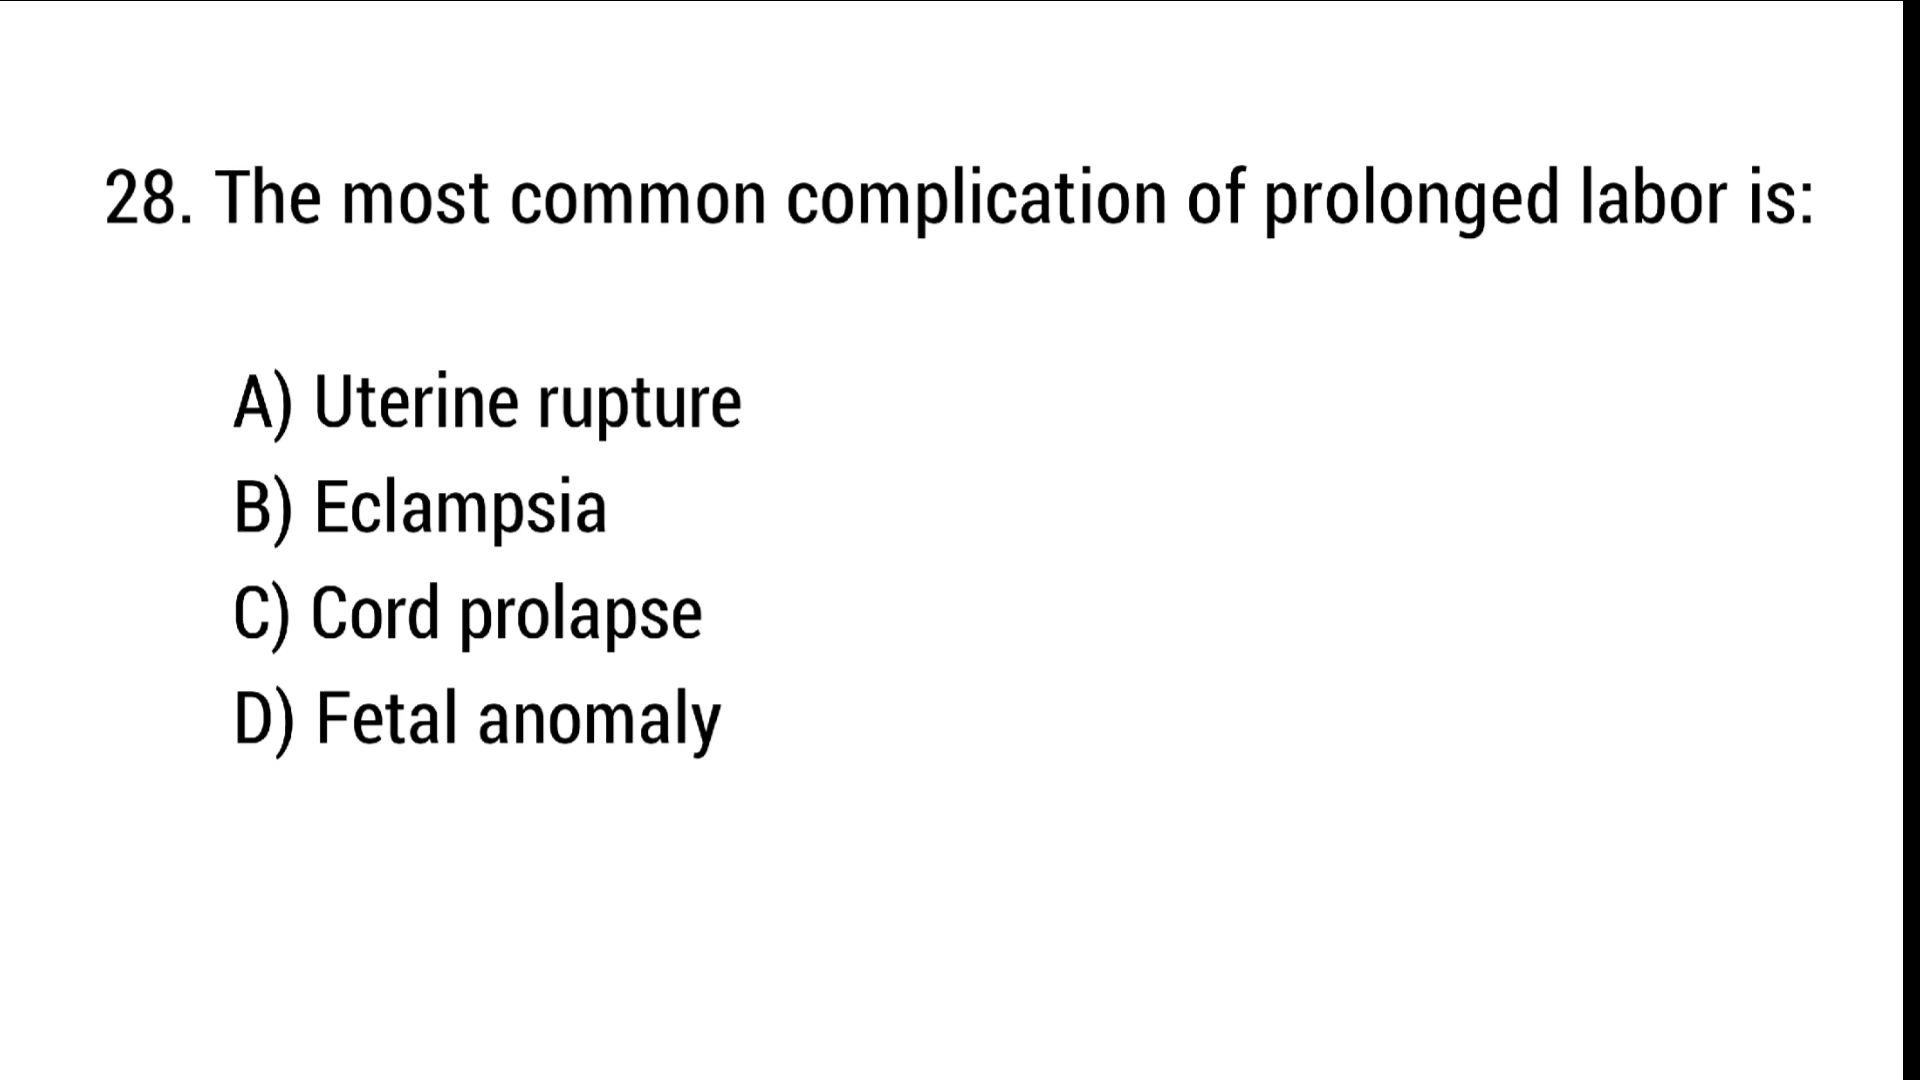 28. The most common complication of prolonged labor is:
A) Uterine rupture
B) Eclampsia
C) Cord prolapse
D) Fetal anomaly